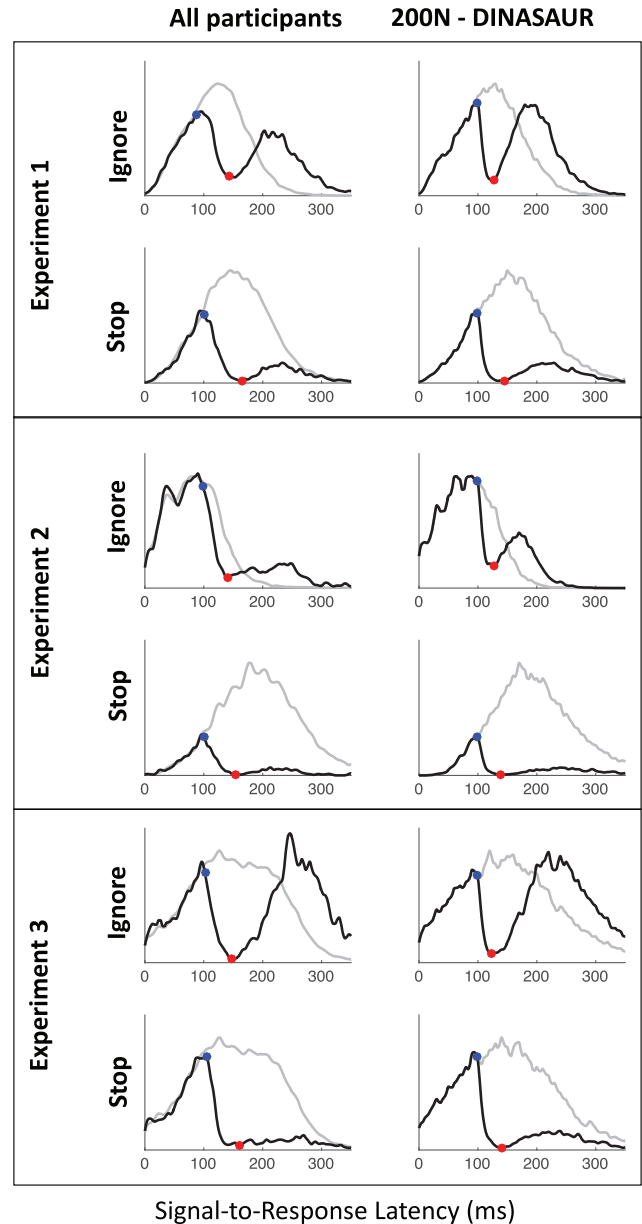 All participants 200N - DINASAUR
Experiment 1
Ignore
0 100 200 300 0 100 200 300
Stop
0 100 200 300 0 100 200 300
Experiment 2
Ignore
0 100 200 300 0 100 200 300
Stop
0 100 200 300 0 100 200 300
Experiment 3
Ignore
0 100 200 300 0 100 200 300
Stop
0 100 200 300 0 100 200 300
Signal-to-Response Latency (ms)